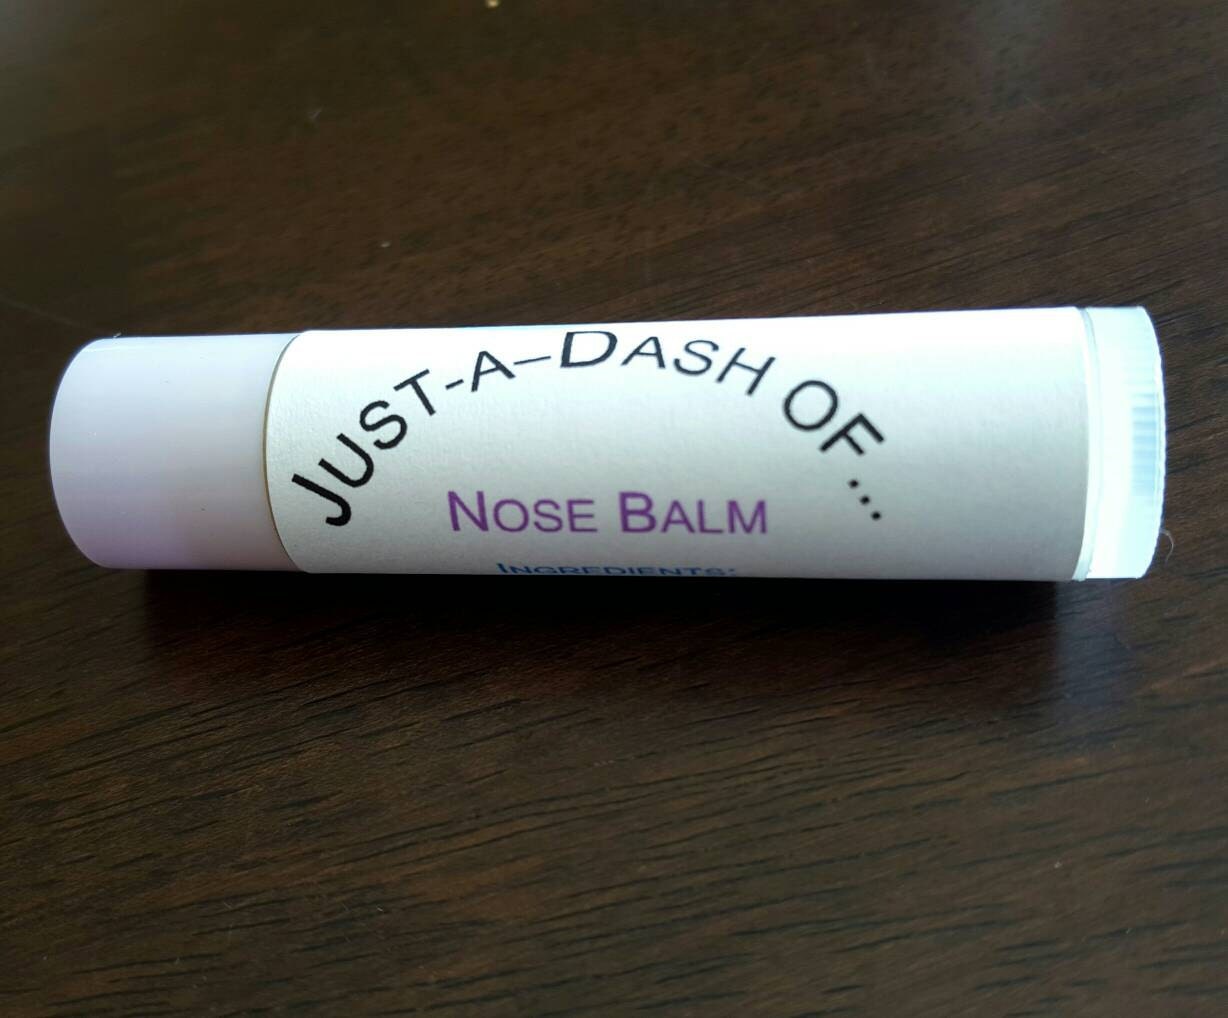 JUST-A-DASH OF...
NOSE BALM
INGREDIENTS: